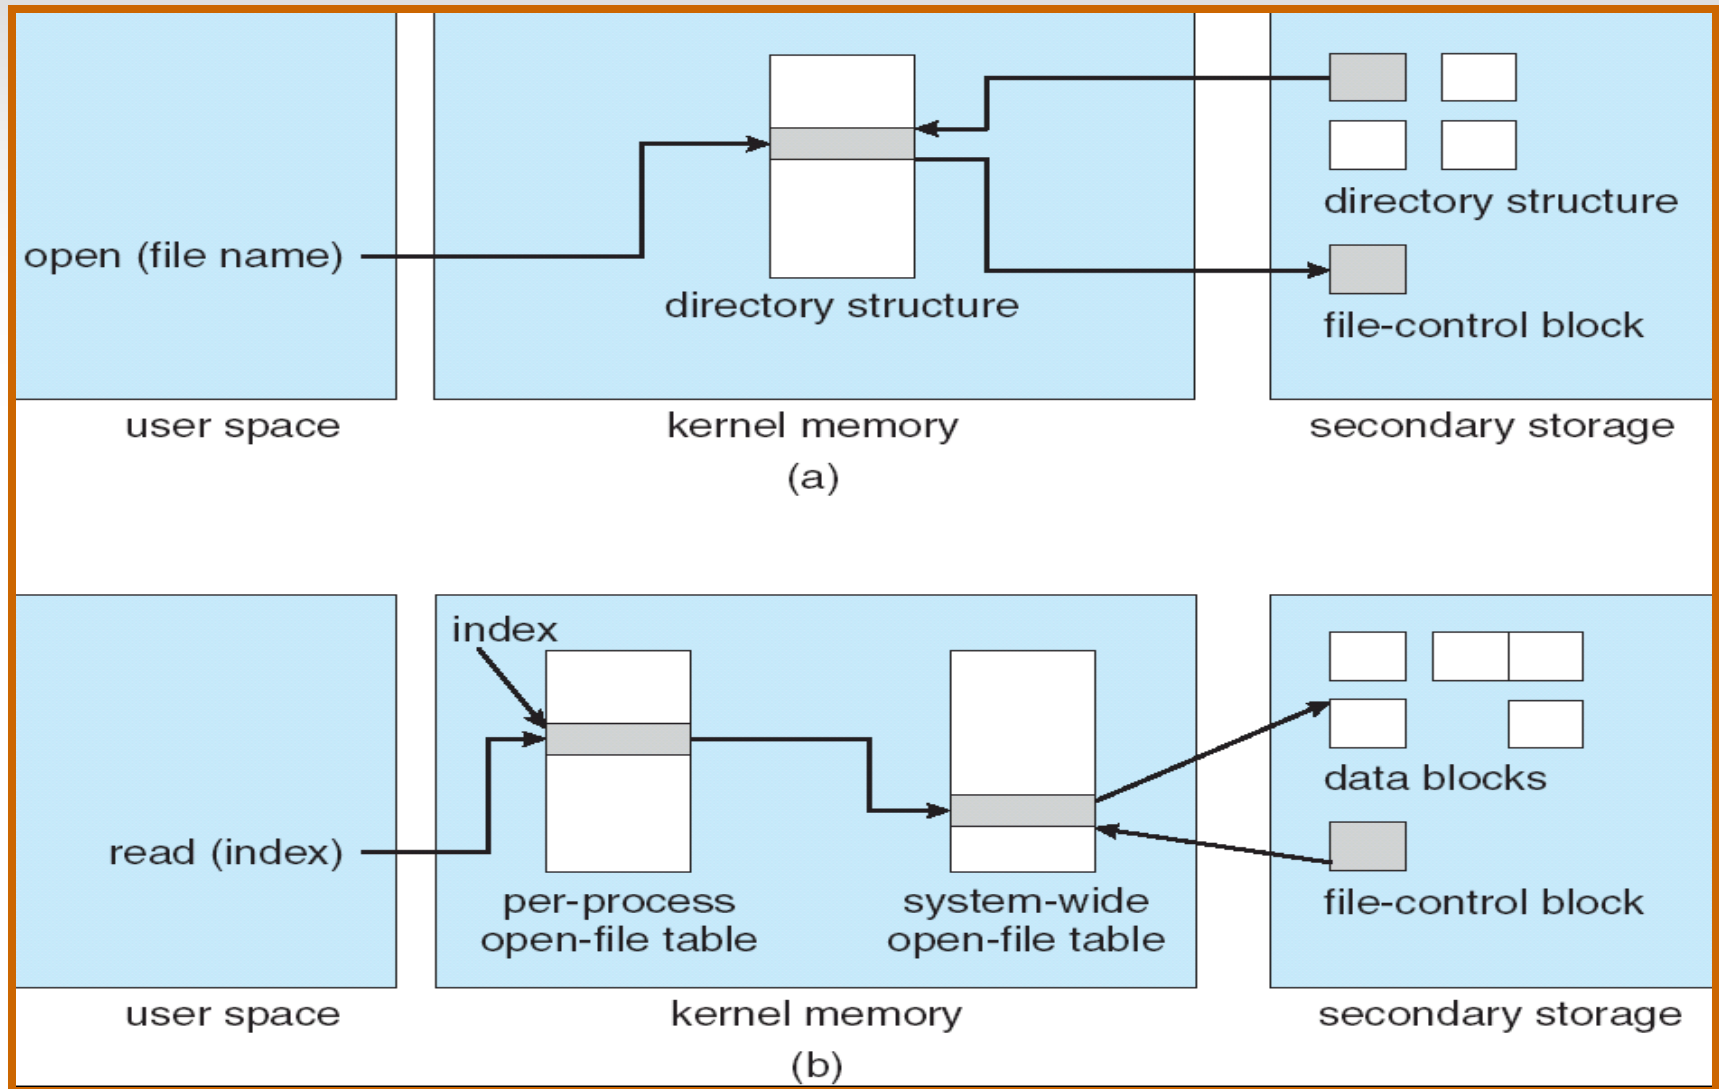 open (file name)
directory structure
directory structure
file-control block
user space
kernel memory
secondary storage
(a)
index
read (index)
per-process
open-file table
system-wide
open-file table
data blocks
file-control block
user space
kernel memory
secondary storage
(b)